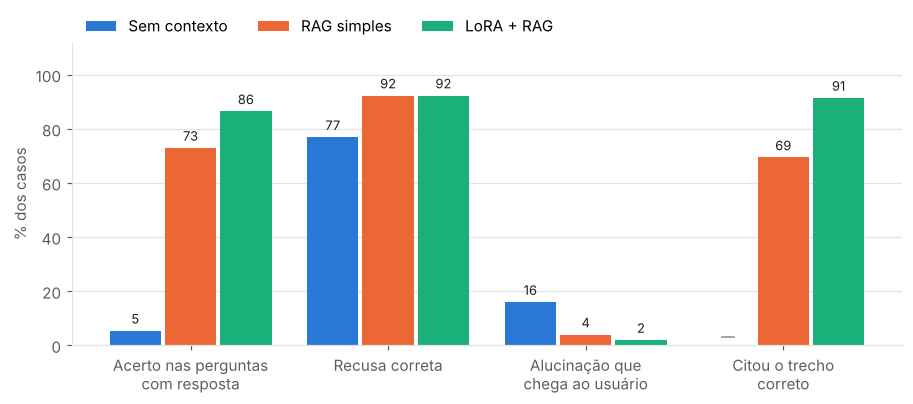 Sem contexto
RAG simples
LoRA + RAG
% dos casos
100
80
60
40
20
0
5
73
86
77
92
92
16
4
2
—
69
91
Acerto nas perguntas
com resposta
Recusa correta
Alucinação que
chega ao usuário
Citou o trecho
correto